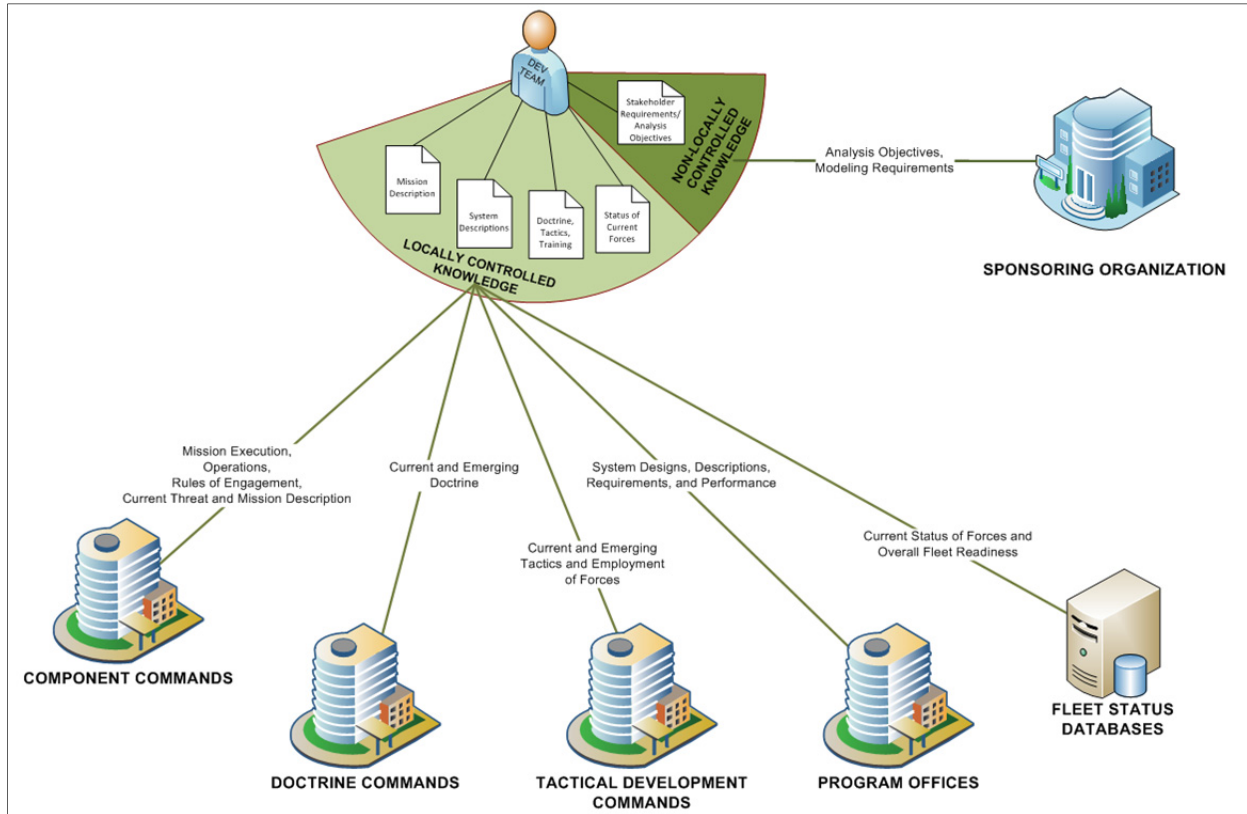 DEV
TEAM
Stakeholder
Requirements/
Analysis
Objectives
NON-LOCALLY
CONTROLLED
KNOWLEDGE
Analysis Objectives,
Modeling Requirements
SPONSORING ORGANIZATION
Mission
Description
System
Descriptions
Doctrine,
Tactics,
Training
Status of
Current
Forces
LOCALLY CONTROLLED
KNOWLEDGE
Mission Execution,
Operations,
Rules of Engagement,
Current Threat and Mission Description
Current and Emerging
Doctrine
Current and Emerging
Tactics and Employment
of Forces
System Designs, Descriptions,
Requirements, and Performance
Current Status of Forces and
Overall Fleet Readiness
COMPONENT COMMANDS
DOCTRINE COMMANDS
TACTICAL DEVELOPMENT
COMMANDS
PROGRAM OFFICES
FLEET STATUS
DATABASES